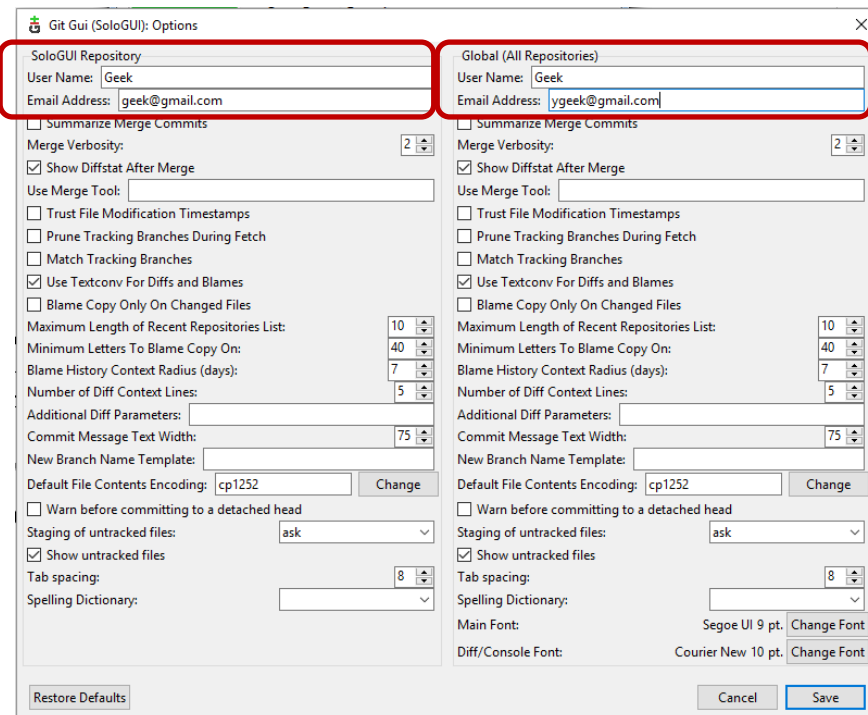 Git Gui (SoloGUI): Options
SoloGUI Repository
User Name: Geek
Email Address: geek@gmail.com
Summarize Merge Commits
Merge Verbosity: 2
Show Diffstat After Merge
Use Merge Tool:
Trust File Modification Timestamps
Prune Tracking Branches During Fetch
Match Tracking Branches
Use Textconv For Diffs and Blames
Blame Copy Only On Changed Files
Maximum Length of Recent Repositories List: 10
Minimum Letters To Blame Copy On: 40
Blame History Context Radius (days): 7
Number of Diff Context Lines: 5
Additional Diff Parameters:
Commit Message Text Width: 75
New Branch Name Template:
Default File Contents Encoding: cp1252 Change
Warn before committing to a detached head
Staging of untracked files: ask
Show untracked files
Tab spacing: 8
Spelling Dictionary:
Global (All Repositories)
User Name: Geek
Email Address: ygeek@gmail.com
Summarize Merge Commits
Merge Verbosity: 2
Show Diffstat After Merge
Use Merge Tool:
Trust File Modification Timestamps
Prune Tracking Branches During Fetch
Match Tracking Branches
Use Textconv For Diffs and Blames
Blame Copy Only On Changed Files
Maximum Length of Recent Repositories List: 10
Minimum Letters To Blame Copy On: 40
Blame History Context Radius (days): 7
Number of Diff Context Lines: 5
Additional Diff Parameters:
Commit Message Text Width: 75
New Branch Name Template:
Default File Contents Encoding: cp1252 Change
Warn before committing to a detached head
Staging of untracked files: ask
Show untracked files
Tab spacing: 8
Spelling Dictionary:
Main Font: Segoe UI 9 pt. Change Font
Diff/Console Font: Courier New 10 pt. Change Font
Restore Defaults Cancel Save